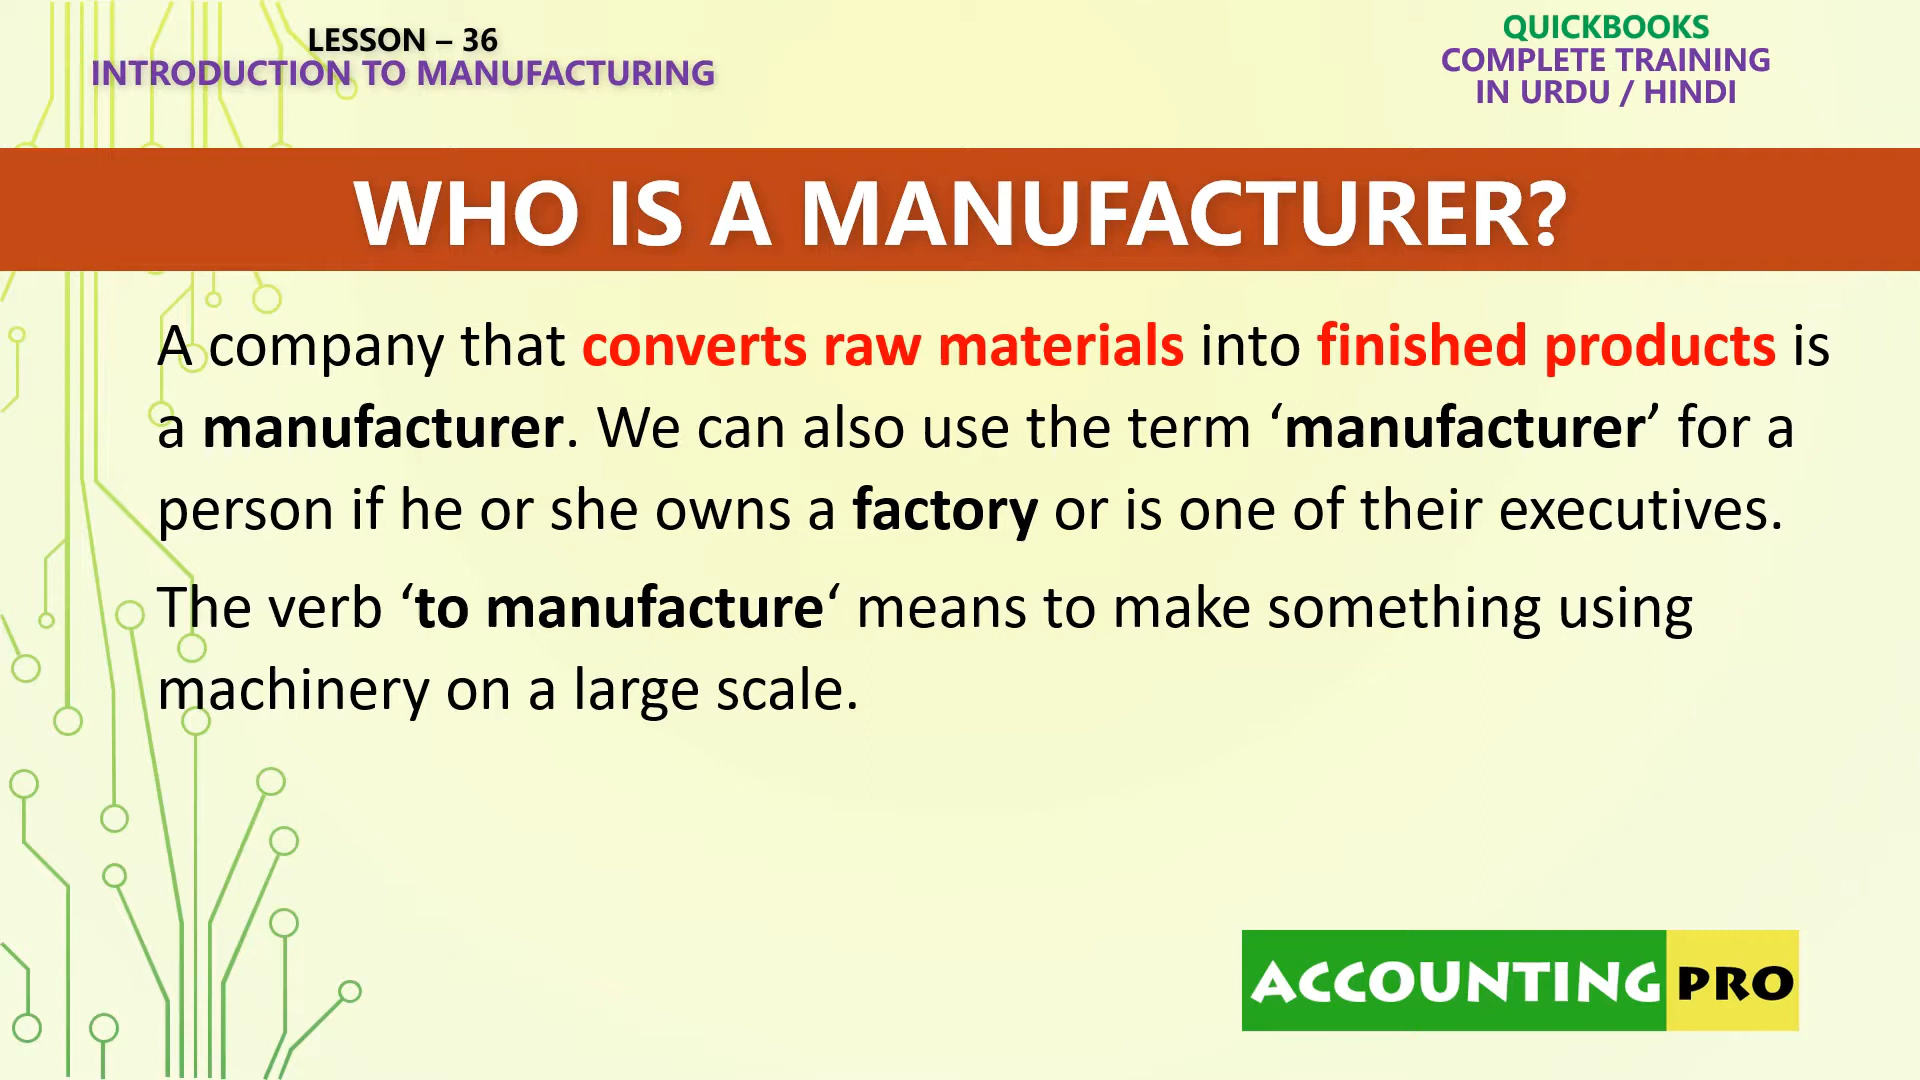 LESSON – 36
INTRODUCTION TO MANUFACTURING
QUICKBOOKS
COMPLETE TRAINING
IN URDU / HINDI
WHO IS A MANUFACTURER?
A company that converts raw materials into finished products is
a manufacturer. We can also use the term ‘manufacturer’ for a
person if he or she owns a factory or is one of their executives.
The verb ‘to manufacture‘ means to make something using
machinery on a large scale.
ACCOUNTING PRO